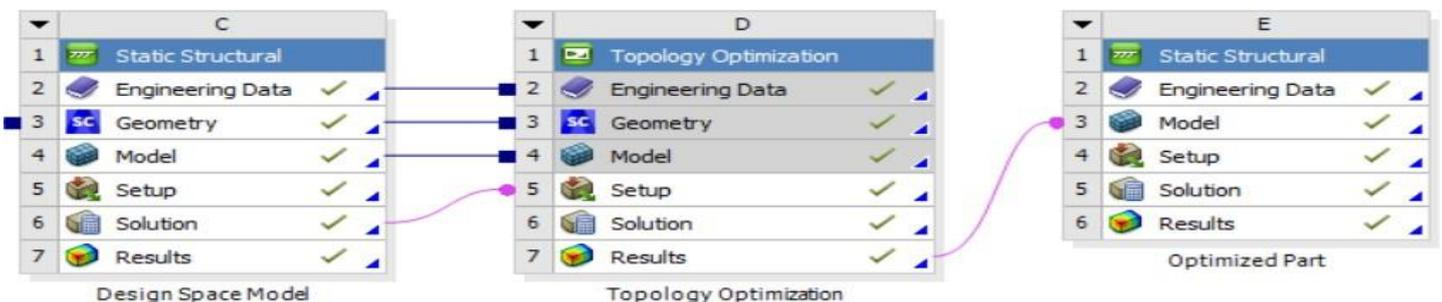 C
1 Static Structural
2 Engineering Data
3 SC Geometry
4 Model
5 Setup
6 Solution
7 Results
Design Space Model
D
1 Topology Optimization
2 Engineering Data
3 SC Geometry
4 Model
5 Setup
6 Solution
7 Results
Topology Optimization
E
1 Static Structural
2 Engineering Data
3 Model
4 Setup
5 Solution
6 Results
Optimized Part